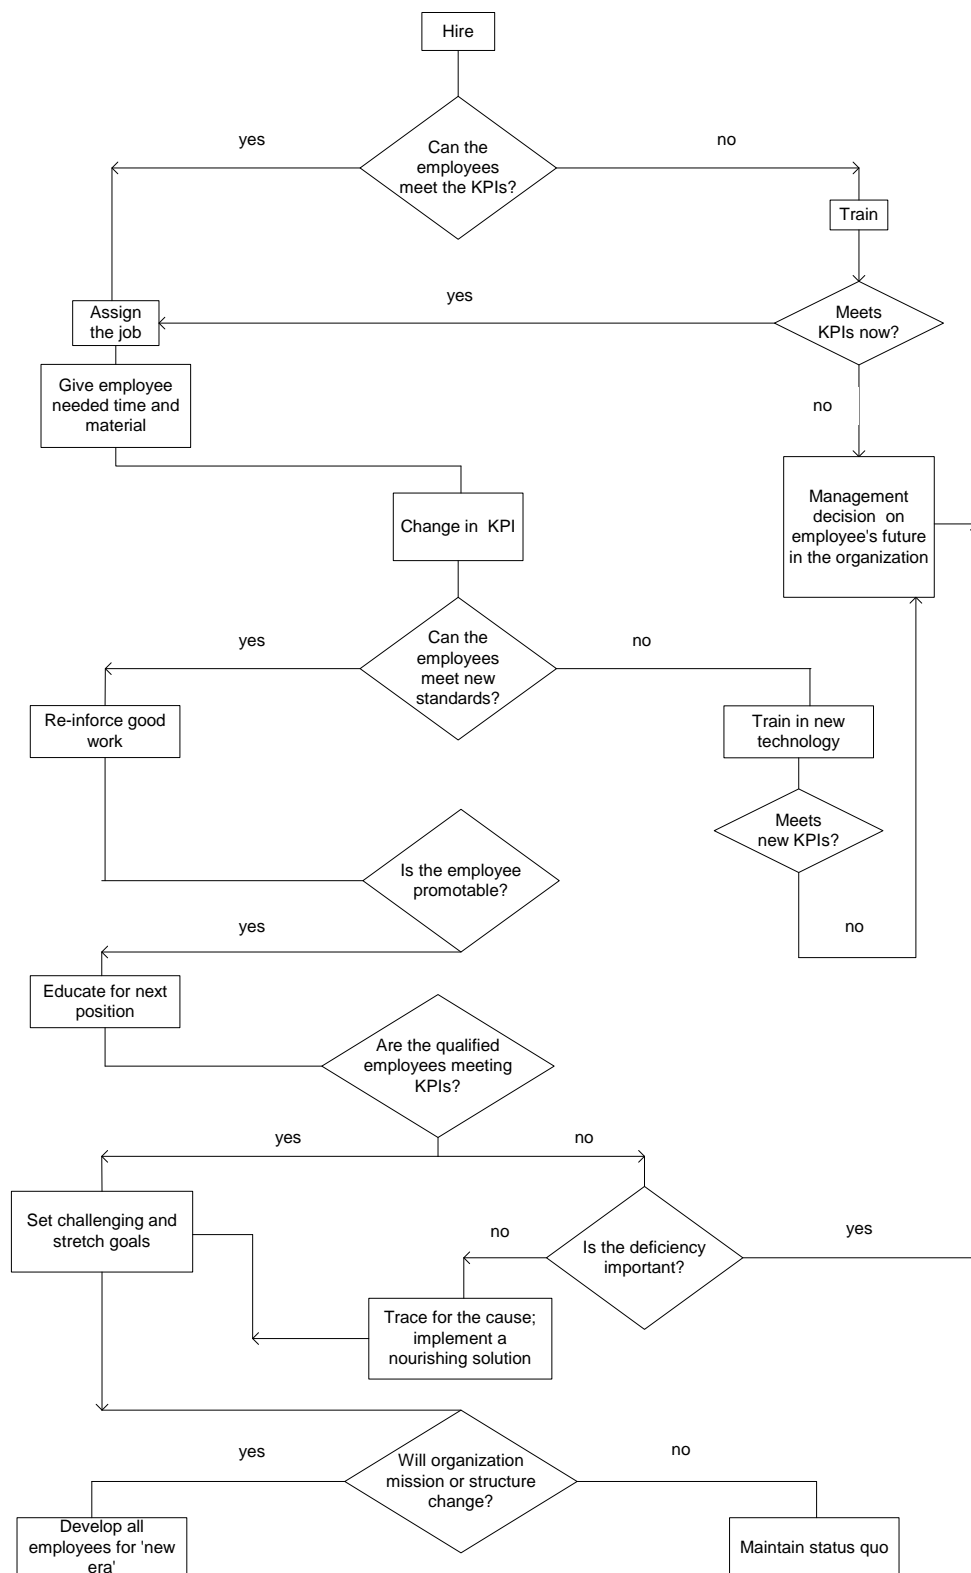 Hire
yes
Can the
employees
meet the KPIs?
no
Train
yes
Assign
the job
Meets
KPIs now?
Give employee
needed time and
material
no
Management
decision on
employee's future
in the organization
Change in KPI
yes
Can the
employees
meet new
standards?
no
Re-inforce good
work
Train in new
technology
Meets
new KPIs?
Is the employee
promotable?
yes
no
Educate for next
position
Are the qualified
employees meeting
KPIs?
yes
no
Set challenging and
stretch goals
no
Is the deficiency
important?
yes
Trace for the cause;
implement a
nourishing solution
yes
Will organization
mission or structure
change?
no
Develop all
employees for 'new
era'
Maintain status quo